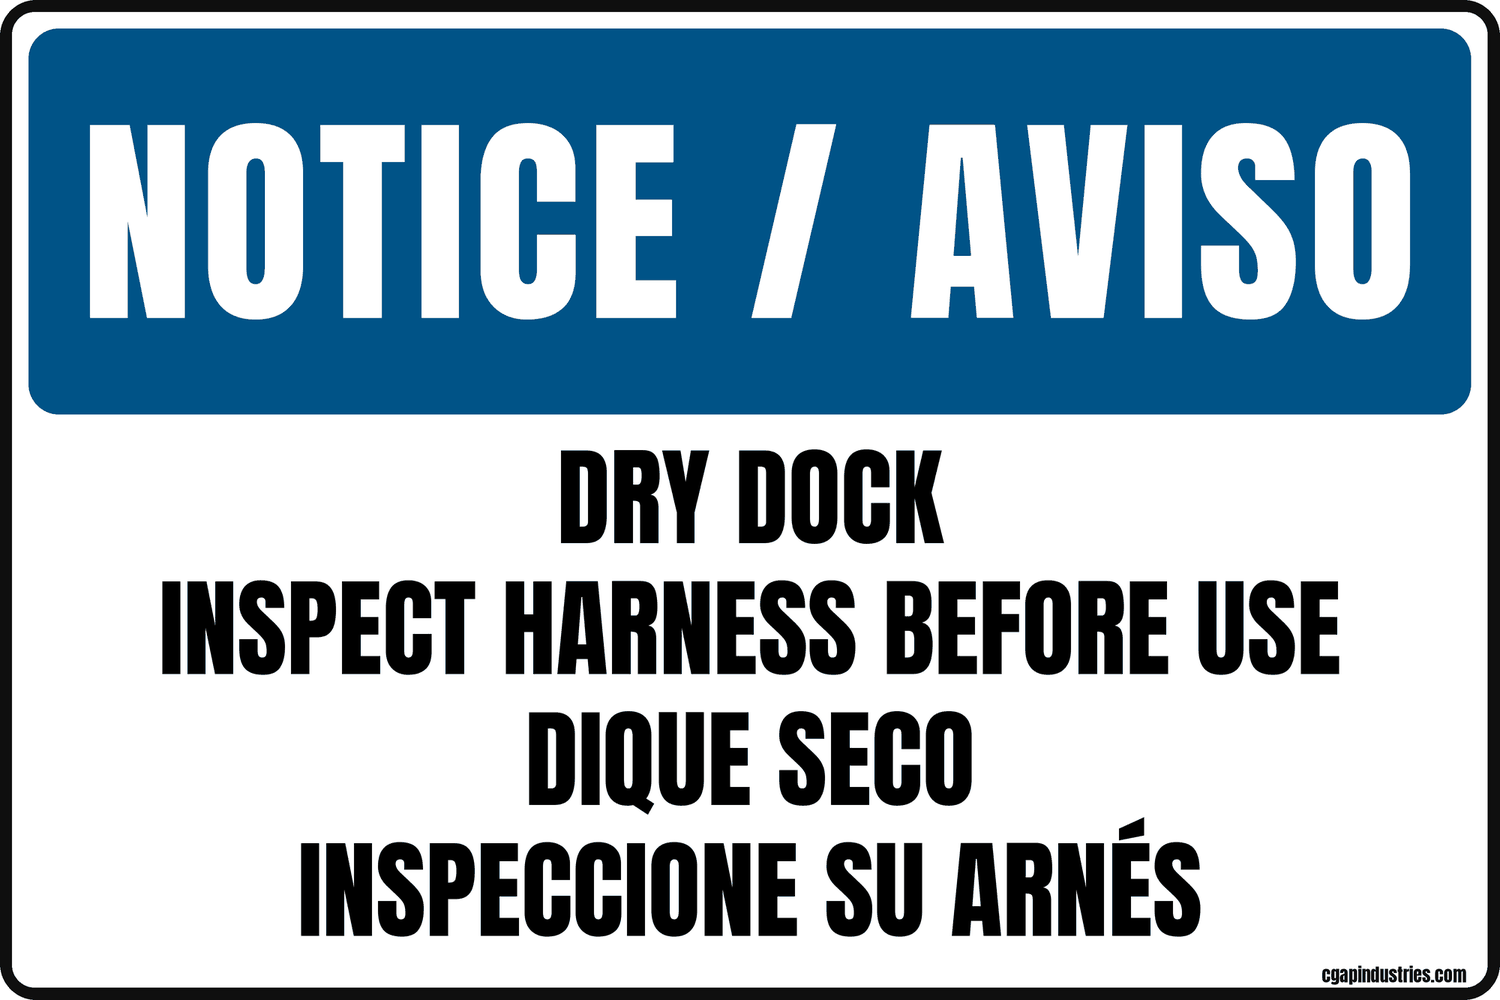 NOTICE / AVISO
DRY DOCK
INSPECT HARNESS BEFORE USE
DIQUE SECO
INSPECCIONE SU ARNÉS
cgapindustries.com